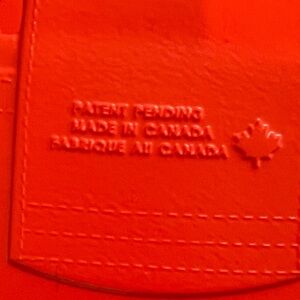 PATENT PENDING
MADE IN CANADA
FABRIQUE AU CANADA